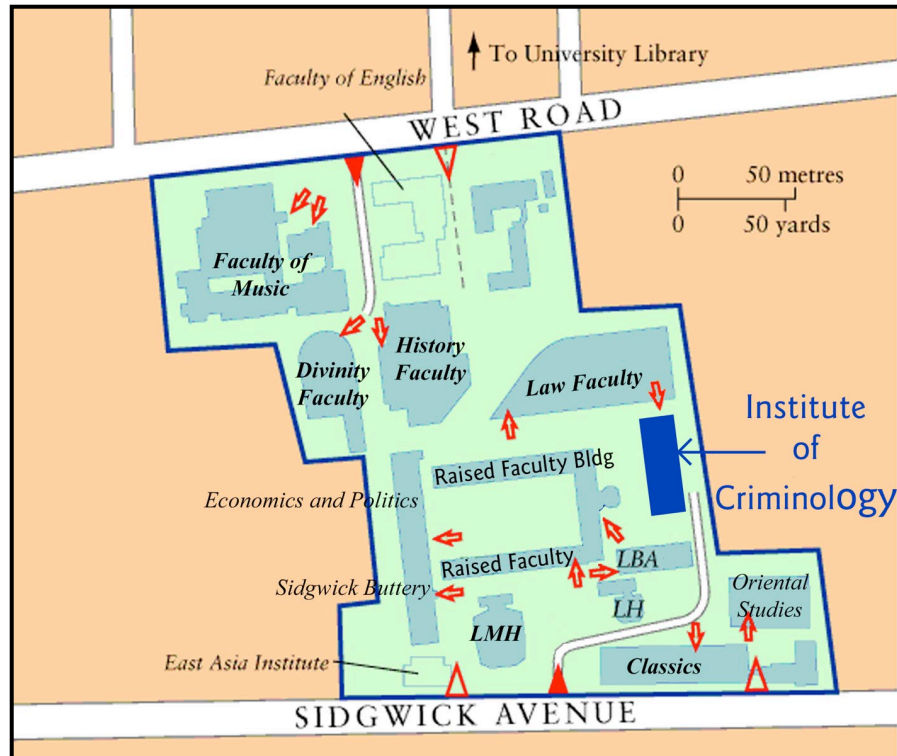 To University Library
Faculty of English
WEST ROAD
0 50 metres
0 50 yards
Faculty of
Music
History
Faculty
Divinity
Faculty
Law Faculty
Institute
of
Criminology
Raised Faculty Bldg
Economics and Politics
Raised Faculty
LBA
Sidgwick Buttery
Oriental
Studies
LH
LMH
East Asia Institute
Classics
SIDGWICK AVENUE